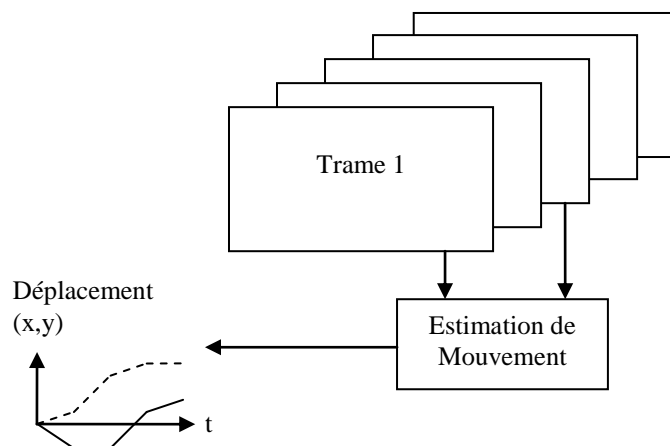 Trame 1
Déplacement
(x,y)
Estimation de
Mouvement
t